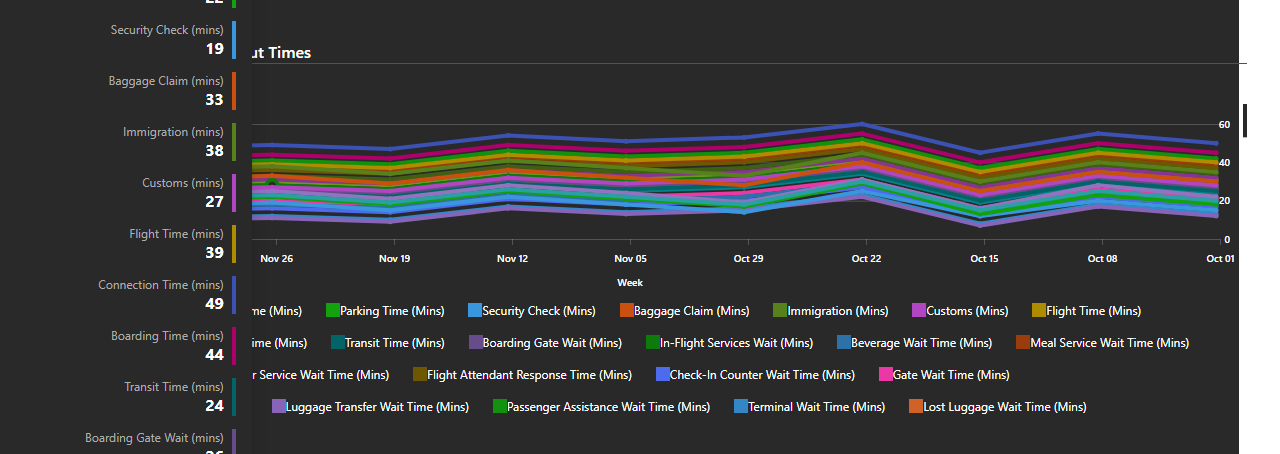 22
Security Check (mins)
19
Baggage Claim (mins)
33
Immigration (mins)
38
Customs (mins)
27
Flight Time (mins)
39
Connection Time (mins)
49
Boarding Time (mins)
44
Transit Time (mins)
24
Boarding Gate Wait (mins)
ut Times
60
40
20
0
Nov 26 Nov 19 Nov 12 Nov 05 Oct 29 Oct 22 Oct 15 Oct 08 Oct 01
Week
me (Mins) Parking Time (Mins) Security Check (Mins) Baggage Claim (Mins) Immigration (Mins) Customs (Mins) Flight Time (Mins)
ime (Mins) Transit Time (Mins) Boarding Gate Wait (Mins) In-Flight Services Wait (Mins) Beverage Wait Time (Mins) Meal Service Wait Time (Mins)
r Service Wait Time (Mins) Flight Attendant Response Time (Mins) Check-In Counter Wait Time (Mins) Gate Wait Time (Mins)
Luggage Transfer Wait Time (Mins) Passenger Assistance Wait Time (Mins) Terminal Wait Time (Mins) Lost Luggage Wait Time (Mins)